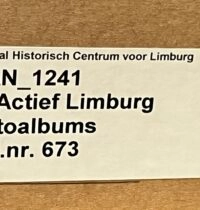 al Historisch Centrum voor Limburg
N_1241
Actief Limburg
toalbums
.nr. 673